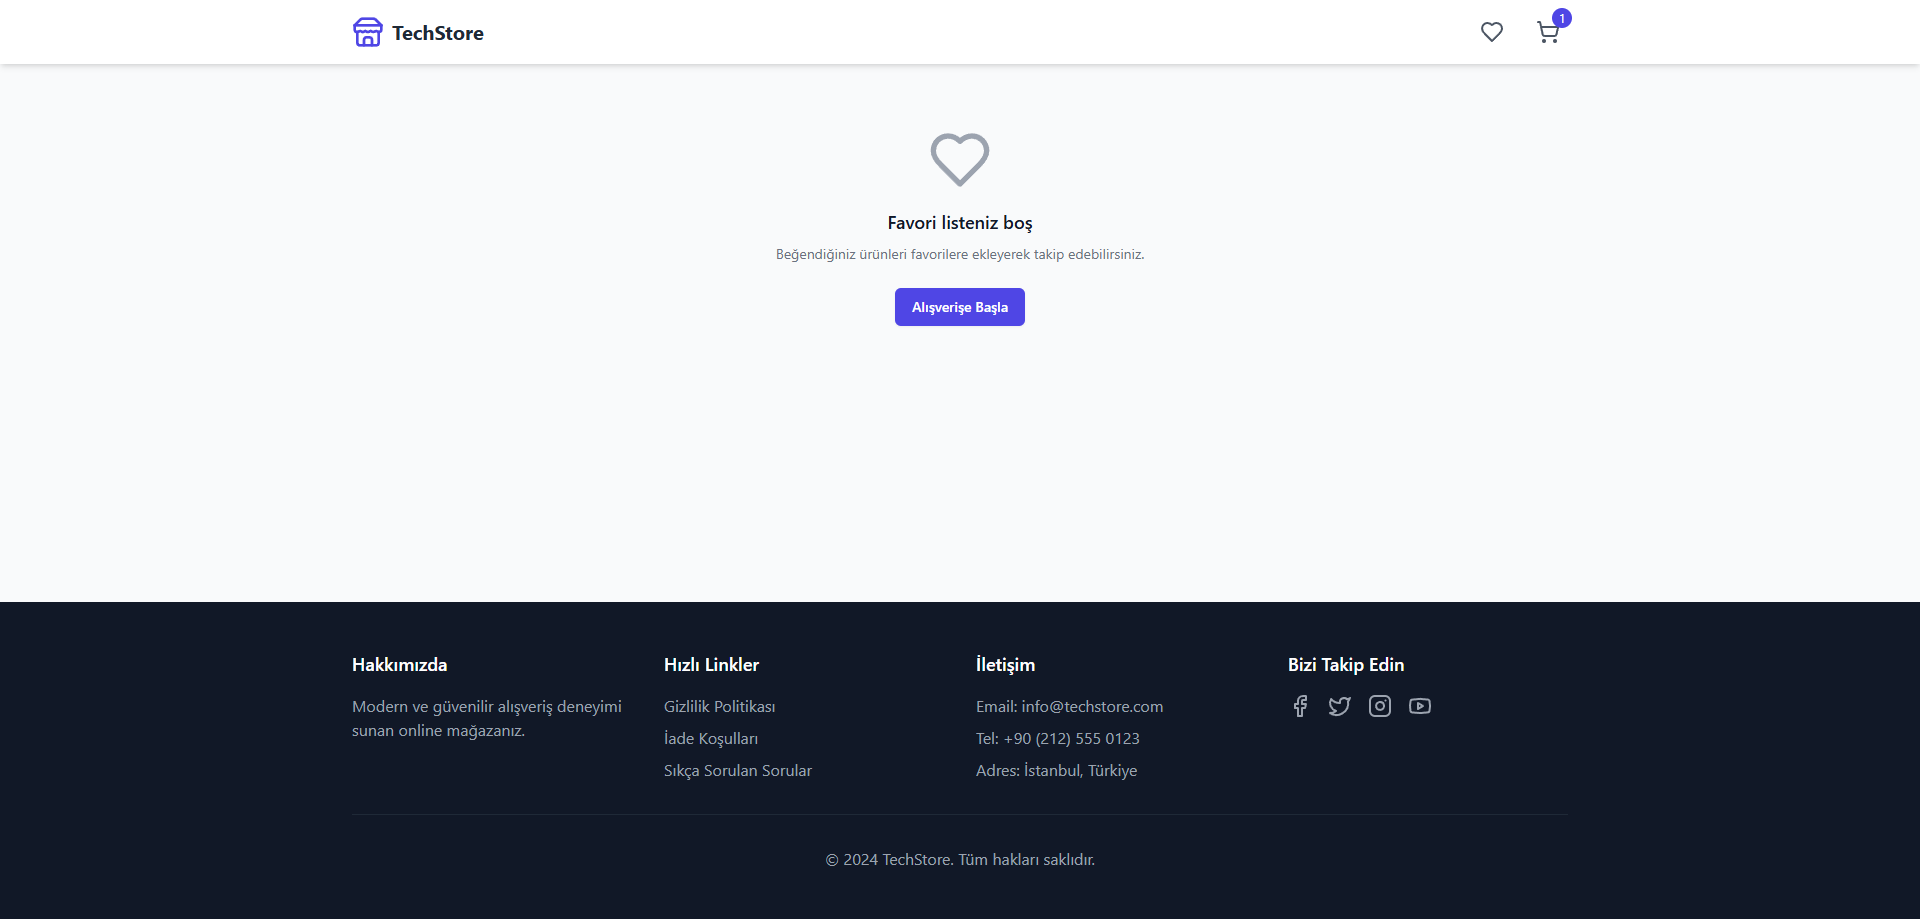 TechStore
1
Favori listeniz boş
Beğendiğiniz ürünleri favorilere ekleyerek takip edebilirsiniz.
Alışverişe Başla
Hakkımızda
Modern ve güvenilir alışveriş deneyimi
sunan online mağazanız.
Hızlı Linkler
Gizlilik Politikası
İade Koşulları
Sıkça Sorulan Sorular
İletişim
Email: info@techstore.com
Tel: +90 (212) 555 0123
Adres: İstanbul, Türkiye
Bizi Takip Edin
© 2024 TechStore. Tüm hakları saklıdır.